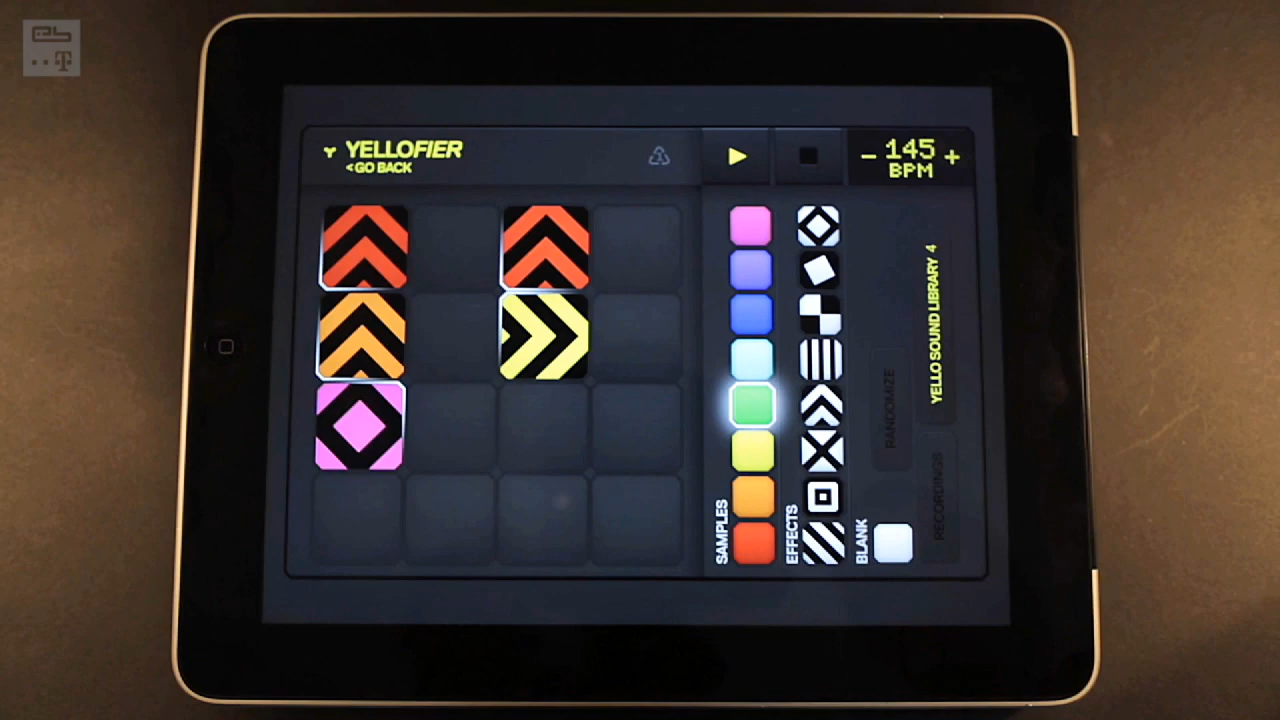 YELLOFIER
<GO BACK
– 145 +
BPM
SAMPLES
EFFECTS
BLANK
RANDOMIZE
YELLO SOUND LIBRARY 4
RECORDINGS